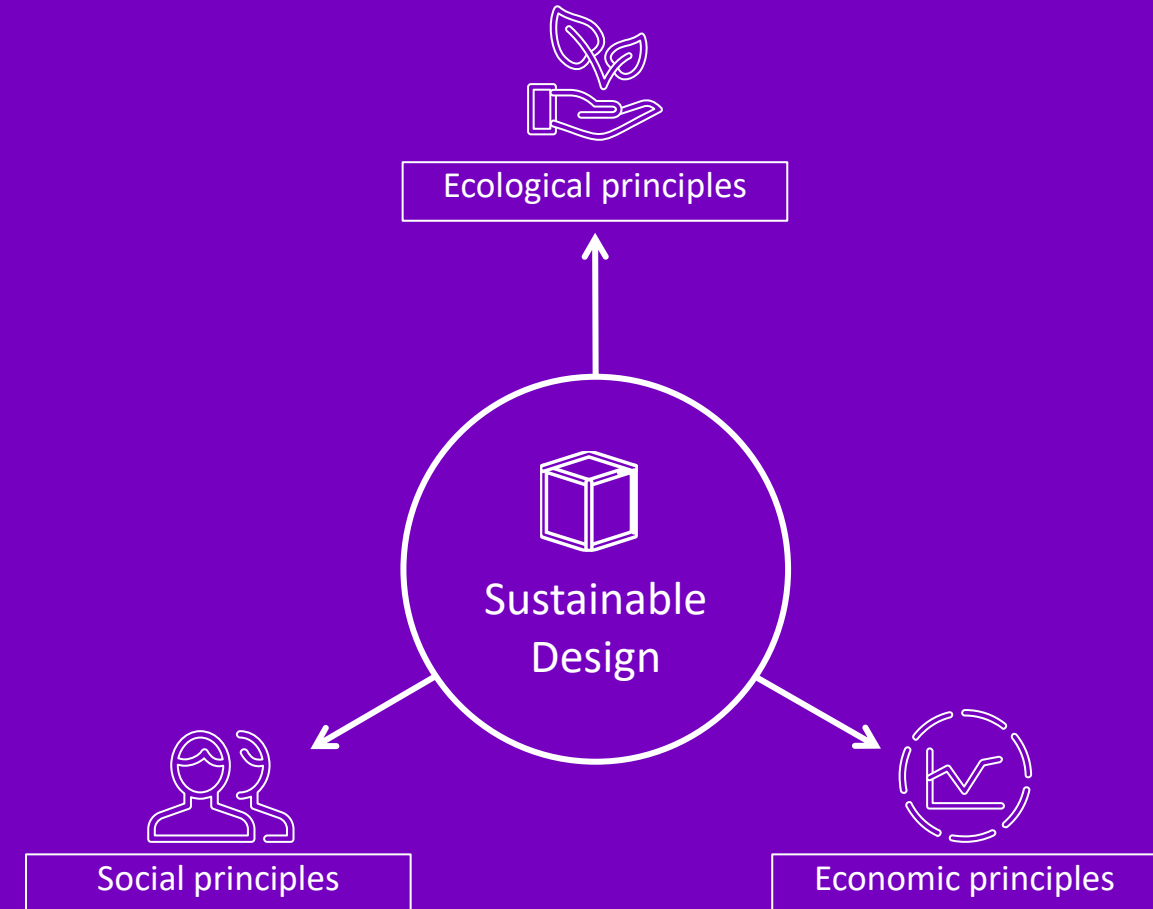 Ecological principles
Sustainable
Design
Social principles
Economic principles